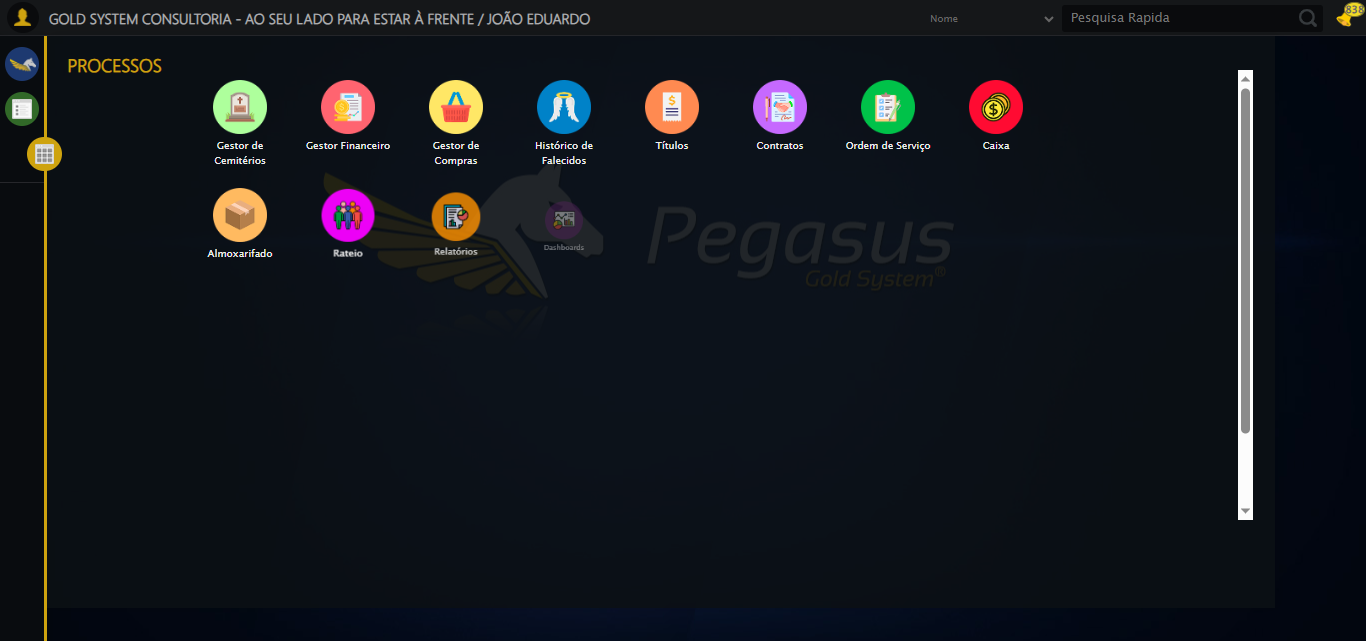 GOLD SYSTEM CONSULTORIA - AO SEU LADO PARA ESTAR À FRENTE / JOÃO EDUARDO
Nome
Pesquisa Rapida
838
PROCESSOS
Gestor de
Cemitérios
Gestor Financeiro
Gestor de
Compras
Histórico de
Falecidos
Títulos
Contratos
Ordem de Serviço
Caixa
Almoxarifado
Rateio
Relatórios
Dashboards
Pegasus
Gold System®